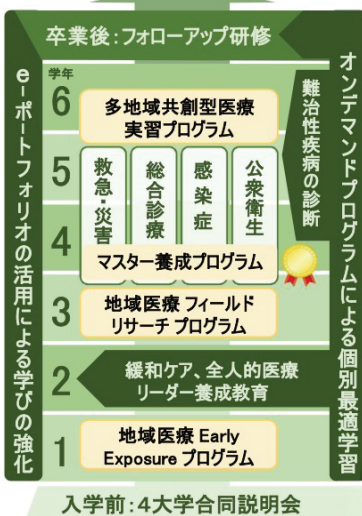 卒業後：フォローアップ研修
e-ポートフォリオの活用による学びの強化
オンデマンドプログラムによる個別最適学習
学年
6
多地域共創型医療
実習プログラム
難治性疾病の診断
5
救急・災害
総合診療
感染症
公衆衛生
4
マスター養成プログラム
3
地域医療 フィールド
リサーチ プログラム
2
緩和ケア、全人的医療
リーダー養成教育
1
地域医療 Early
Exposure プログラム
入学前：4大学合同説明会